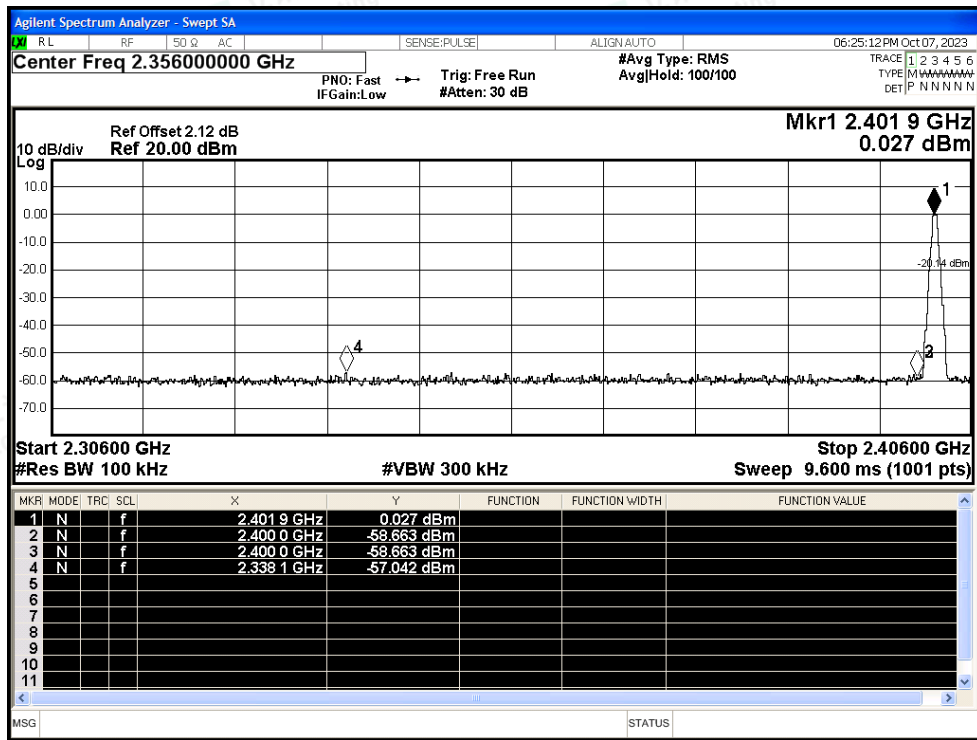 Agilent Spectrum Analyzer - Swept SA
LXI RL RF 50 Ω AC SENSE:PULSE ALIGN AUTO 06:25:12 PM Oct 07, 2023
Center Freq 2.356000000 GHz
PNO: Fast
IFGain:Low
Trig: Free Run
#Atten: 30 dB
#Avg Type: RMS
Avg|Hold: 100/100
TRACE 1 2 3 4 5 6
TYPE M WWWWW
DET P N N N N N
Mkr1 2.401 9 GHz
0.027 dBm
Ref Offset 2.12 dB
10 dB/div Ref 20.00 dBm
Log
10.0
1
0.00
-10.0
-20.0
-20.14 dBm
-30.0
-40.0
-50.0
4
-60.0
-70.0
Start 2.30600 GHz Stop 2.40600 GHz
#Res BW 100 kHz #VBW 300 kHz Sweep 9.600 ms (1001 pts)
MKR MODE TRC SCL X Y FUNCTION FUNCTION WIDTH FUNCTION VALUE
1 N f 2.401 9 GHz 0.027 dBm
2 N f 2.400 0 GHz -58.663 dBm
3 N f 2.400 0 GHz -58.663 dBm
4 N f 2.338 1 GHz -57.042 dBm
5
6
7
8
9
10
11
MSG STATUS